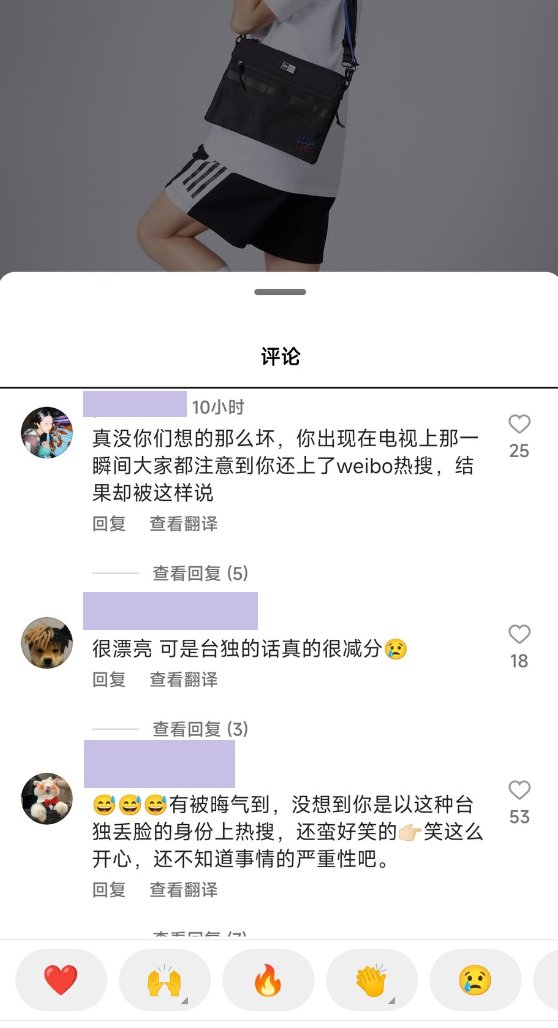 评论
10小时
真没你们想的那么坏，你出现在电视上那一
瞬间大家都注意到你还上了weibo热搜，结
果却被这样说
回复 查看翻译
25
查看回复 (5)
很漂亮 可是台独的话真的很减分😢
回复 查看翻译
18
查看回复 (3)
😅😅😅有被晦气到，没想到你是以这种台
独丢脸的身份上热搜，还蛮好笑的👉🏻笑这么
开心，还不知道事情的严重性吧。
回复 查看翻译
53
查看回复 (7)